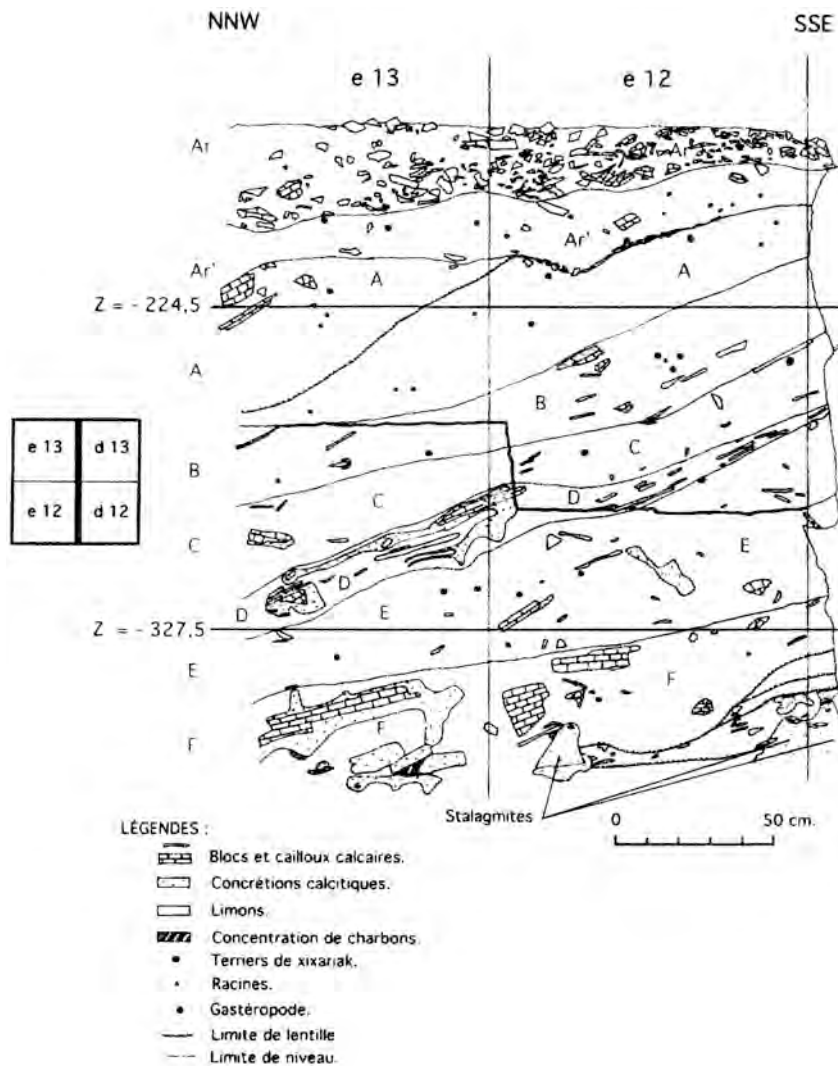 NNW SSE
e 13 e 12
Ar Ar
Ar' Ar'
A A
Z = - 224,5
A
B
e 13 d 13
B C
e 12 d 12
C D
C E
D D
E
Z = - 327,5
E F
F F
Stalagmites
0 50 cm.
LÉGENDES :
Blocs et cailloux calcaires.
Concrétions calcitiques.
Limons.
Concentration de charbons.
Terriers de xixariak.
Racines.
Gastéropode.
Limite de lentille
Limite de niveau.